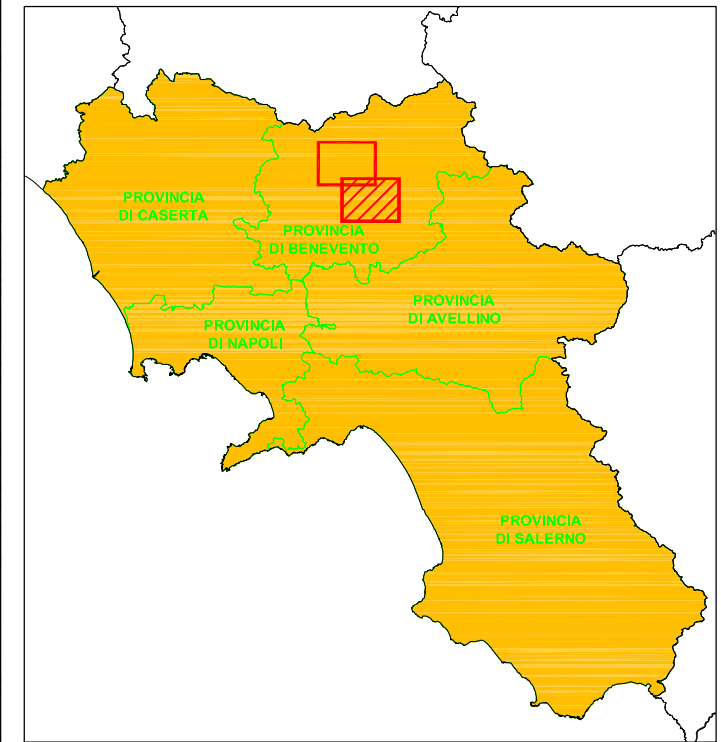 PROVINCIA
DI CASERTA
PROVINCIA
DI BENEVENTO
PROVINCIA
DI AVELLINO
PROVINCIA
DI NAPOLI
PROVINCIA
DI SALERNO